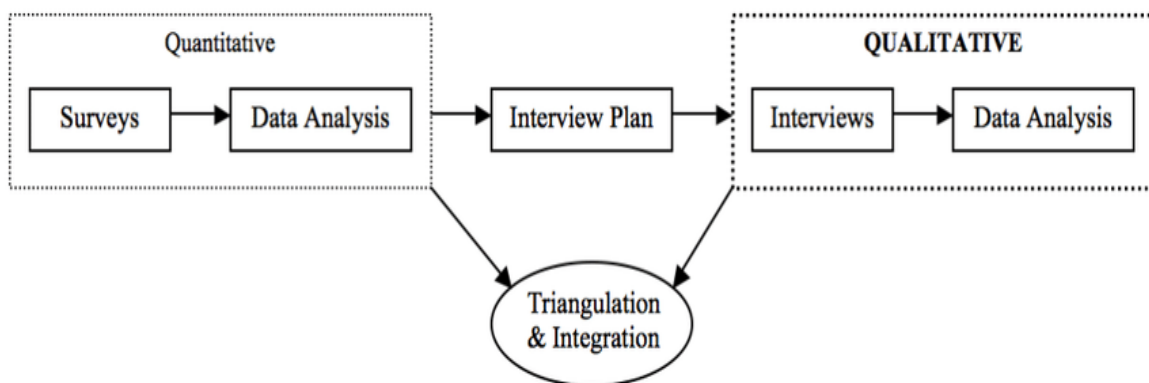 Quantitative
QUALITATIVE
Surveys
Data Analysis
Interview Plan
Interviews
Data Analysis
Triangulation
& Integration